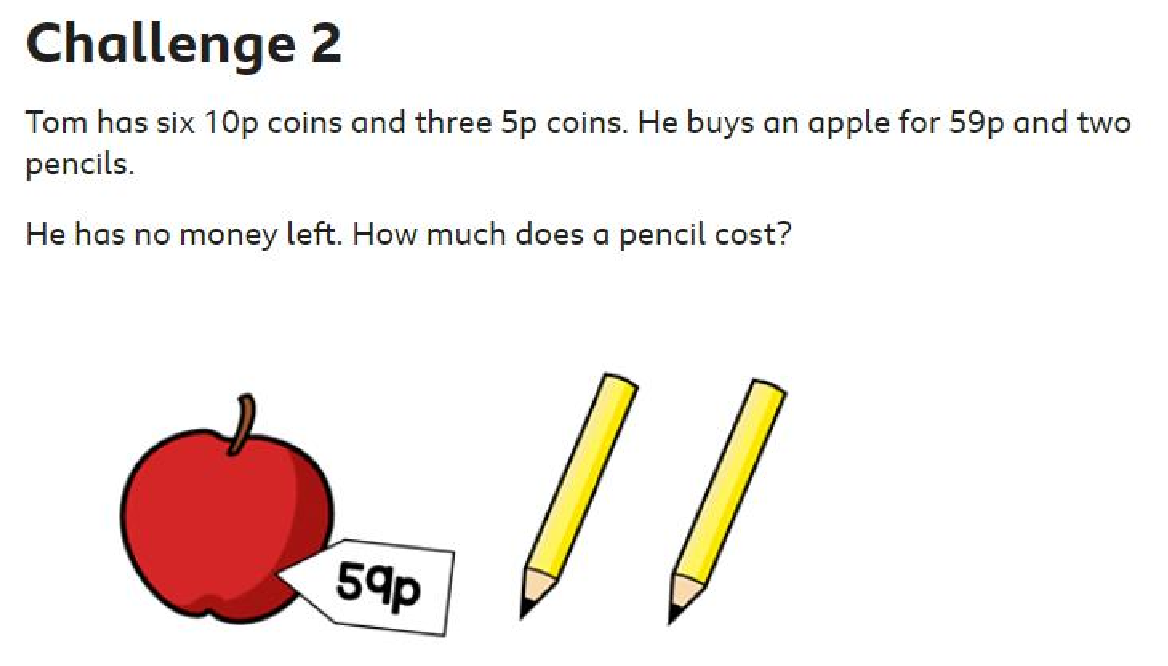 Challenge 2
Tom has six 10p coins and three 5p coins. He buys an apple for 59p and two
pencils.
He has no money left. How much does a pencil cost?
59p